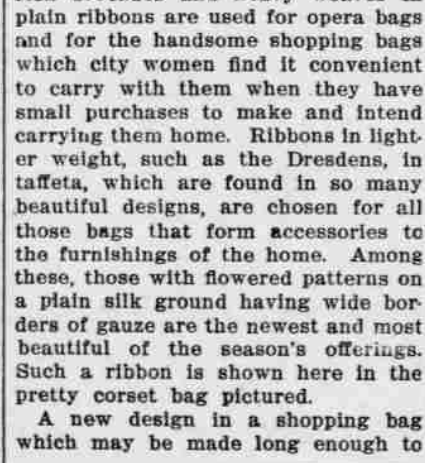 plain ribbons are used for opera bags
and for the handsome shopping bags
which city women find it convenient
to carry with them when they have
small purchases to make and intend
carrying them home. Ribbons in light-
er weight, such as the Dresdens, in
taffeta, which are found in so many
beautiful designs, are chosen for all
those bags that form accessories to
the furnishings of the home. Among
these, those with flowered patterns on
a plain silk ground having wide bor-
ders of gauze are the newest and most
beautiful of the season's offerings.
Such a ribbon is shown here in the
pretty corset bag pictured.
A new design in a shopping bag
which may be made long enough to